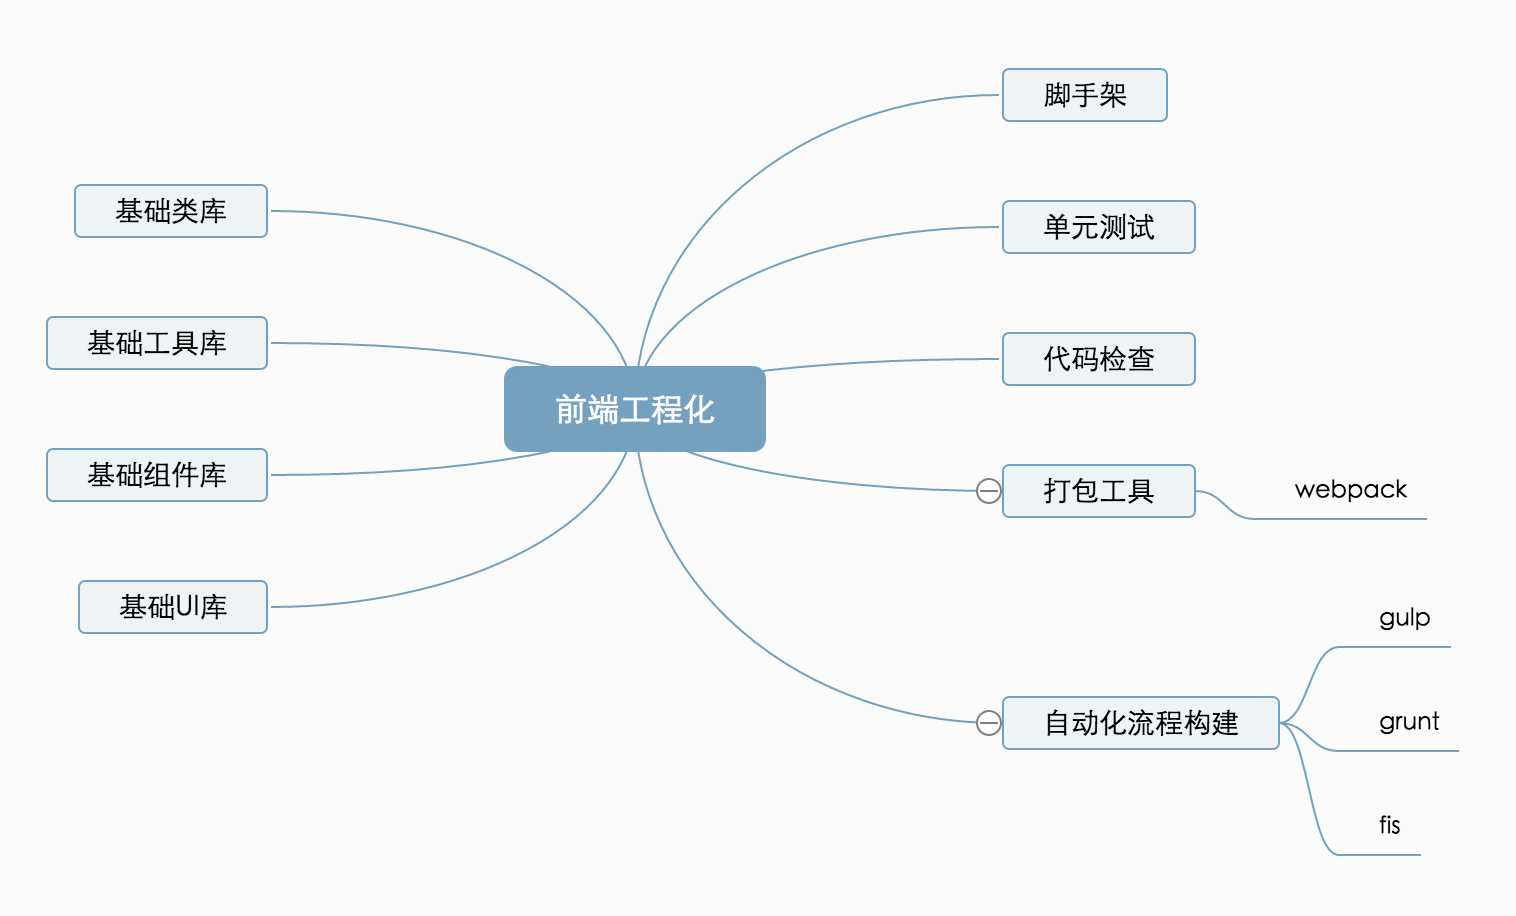 前端工程化
脚手架
单元测试
代码检查
打包工具
webpack
自动化流程构建
gulp
grunt
fis
基础类库
基础工具库
基础组件库
基础UI库